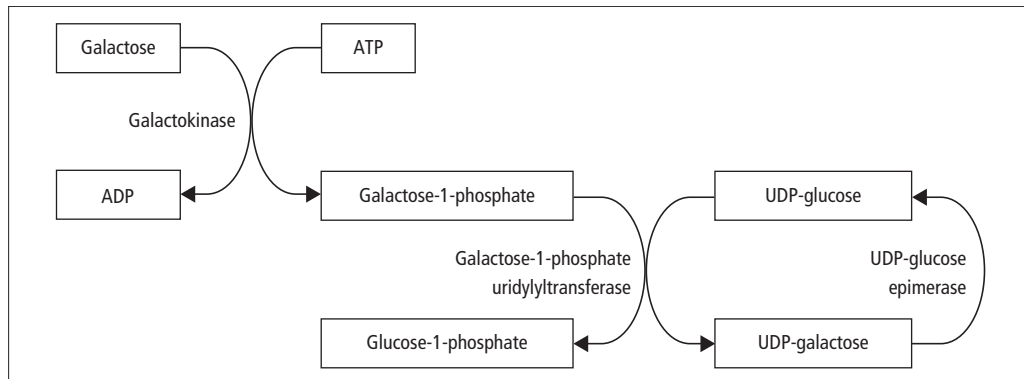 Galactose
ATP
Galactokinase
ADP
Galactose-1-phosphate
UDP-glucose
Galactose-1-phosphate
uridylyltransferase
UDP-glucose
epimerase
Glucose-1-phosphate
UDP-galactose